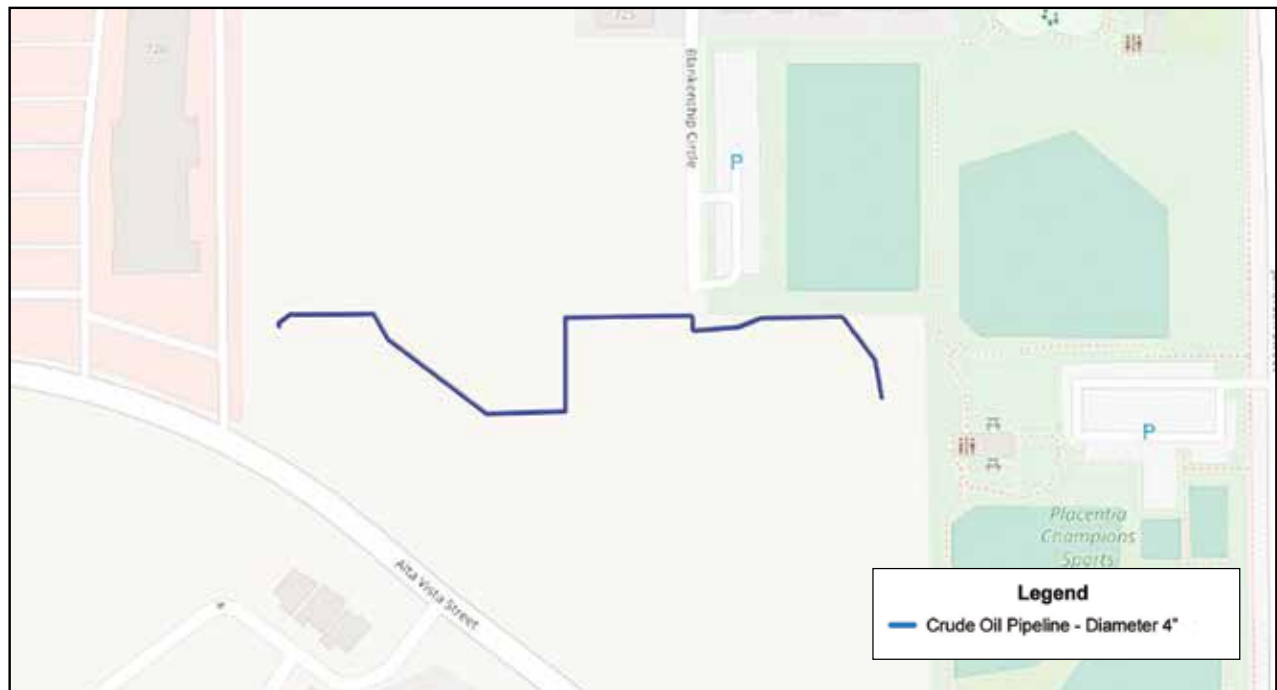 Blankenship Circle
P
P
Placentia
Champions
Sports
Alta Vista Street
Legend
Crude Oil Pipeline - Diameter 4"